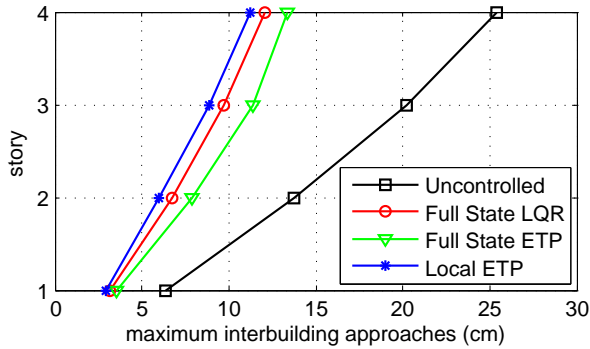 4
3
2
1
story
0
5
10
15
20
25
30
maximum interbuilding approaches (cm)
Uncontrolled
Full State LQR
Full State ETP
Local ETP